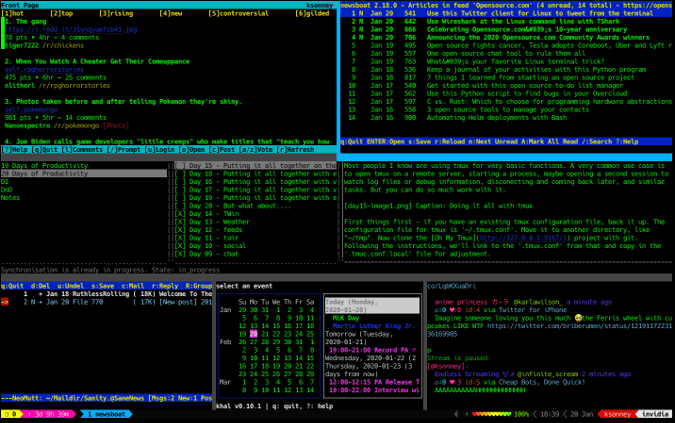 Front Page ksonney
[1]hot [2]top [3]rising [4]new [5]controversial [6]gilded
1. The gang
78 pts • 6hr - 4 comments
tiger7222 /r/chickens
2. When You Watch A Cheater Get Their Comeuppance
self.rpghorrorstories
475 pts • 6hr - 25 comments
mlitherl /r/rpghorrorstories
3. Photos taken before and after telling Pokemon they're shiny.
self.pokemongo
981 pts • 5hr - 14 comments
Nanoespectro /r/pokemongo [Photo]
4. Joe Biden calls game developers "little creeps" who make titles that "teach you how
[?]Help [q]Quit [l]Comments [/]Prompt [u]Login [o]Open [c]Post [a/z]Vote [r]Refresh
newsboat 2.18.0 - Articles in feed 'Opensource.com' (4 unread, 14 total) - https://opens
1 N Jan 20 541 Use this Twitter client for Linux to tweet from the terminal
2 N Jan 20 642 Use Wireshark at the Linux command line with TShark
3 N Jan 20 866 Celebrating Opensource.com&#039;s 10-year anniversary
4 N Jan 20 706 Announcing the 2020 Opensource.com Community Awards winners
5 Jan 19 495 Open source fights cancer, Tesla adopts Coreboot, Uber and Lyft r
6 Jan 19 557 One open source chat tool to rule them all
7 Jan 19 763 What&#039;s your favorite Linux terminal trick?
8 Jan 18 536 Keep a journal of your activities with this Python program
9 Jan 18 817 7 things I learned from starting an open source project
10 Jan 17 540 Get started with this open source to-do list manager
11 Jan 17 562 Use this Python script to find bugs in your Overcloud
12 Jan 17 597 C vs. Rust: Which to choose for programming hardware abstractions
13 Jan 16 558 3 open source tools to manage your contacts
14 Jan 16 900 Automating Helm deployments with Bash
q:Quit ENTER:Open s:Save r:Reload n:Next Unread A:Mark All Read /:Search ?:Help
19 Days of Productivity
20 Days of Productivity
DI
DnD
Notes
[ ] Day 15 - Putting it all together on the
[ ] Day 18 - Putting it all together with e
[ ] Day 16 - Putting it all together with v
[ ] Day 17 - Putting it all together with v
[ ] Day 19 - Putting it all together with e
[ ] Day 20 - But what about....
[X] Day 14 - TWin
[X] Day 13 - Weather
[X] Day 12 - feeds
[X] Day 11 - tuir
[X] Day 10 - social
[X] Day 09 - chat
Synchronisation is already in progress. State: in_progress
Most people I know are using tmux for very basic functions. A very common use case is
to open tmux on a remote server, starting a process, maybe opening a second session to
watch log files or debug information, disconnecting and coming back later, and similar
tasks. But you can do so much work with it.
[day15-image1.png] Caption: Doing it all with tmux
First things first — if you have an existing tmux configuration file, back it up. The
configuration file for tmux is '~/.tmux.conf'. Move it to another directory, like
'~/tmp'. Now clone the [Oh My Tmux](http://127.0.0.1:9167/1) project with git.
Following the instructions, we'll link to the '.tmux.conf' from that and copy in the
'.tmux.conf.local' file for adjustment.
q:Quit d:Del u:Undel s:Save c:Mail r:Reply R:Group
1 + Jan 18 RuthlessRolling ( 18K) Welcome To The
-> 2 N + Jan 20 File 770 ( 17K) [New post] 201
---NeoMutt: ~/Maildir/Sanity.@SaneNews [Msgs:2 New:1 Pos
select an event
Su Mo Tu We Th Fr Sa
Jan 29 30 31 1 2 3 4
5 6 7 8 9 10 11
12 13 14 15 16 17 18
19 20 21 22 23 24 25
Feb 26 27 28 29 30 31 1
2 3 4 5 6 7 8
9 10 11 12 13 14 15
16 17 18 19 20 21 22
23 24 25 26 27 28 29
Mar 1 2 3 4 5 6 7
8 9 10 11 12 13 14
khal v0.10.1 | q: quit, ?: help
Today (Monday,
2020-01-20)
MLK Day
Martin Luther King Jr.
Tomorrow (Tuesday,
2020-01-21)
19:00-21:00 Record PA
Wednesday, 2020-01-22 (2
Thursday, 2020-01-23 (3
days from now)
12:00-12:15 PA Release T
19:00-22:00 Interview wi
corLqbKXuaDri
@karlawilson_ a minute ago
0 0 id:4 via Twitter for iPhone
Imagine someone loving you this much the Ferris wheel with cu
pcakes LIKE WTF
36169985
p
Stream is paused
[@ksonney]:
Endless Screaming @infinite_scream 2 minute ago
0 3 id:5 via Cheap Bots, Done Quick!
0 3d 9h 39m 1 newsboat
100% 18:39 20 Jan ksonney invidia